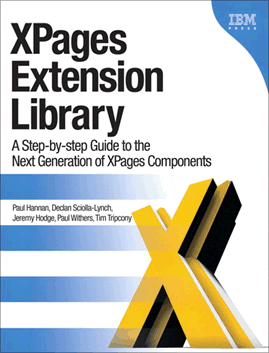 IBM
PRESS
XPages
Extension
Library
A Step-by-step Guide to the
Next Generation of XPages Components
Paul Hannan, Declan Sciolla-Lynch,
Jeremy Hodge, Paul Withers, Tim Tripcony